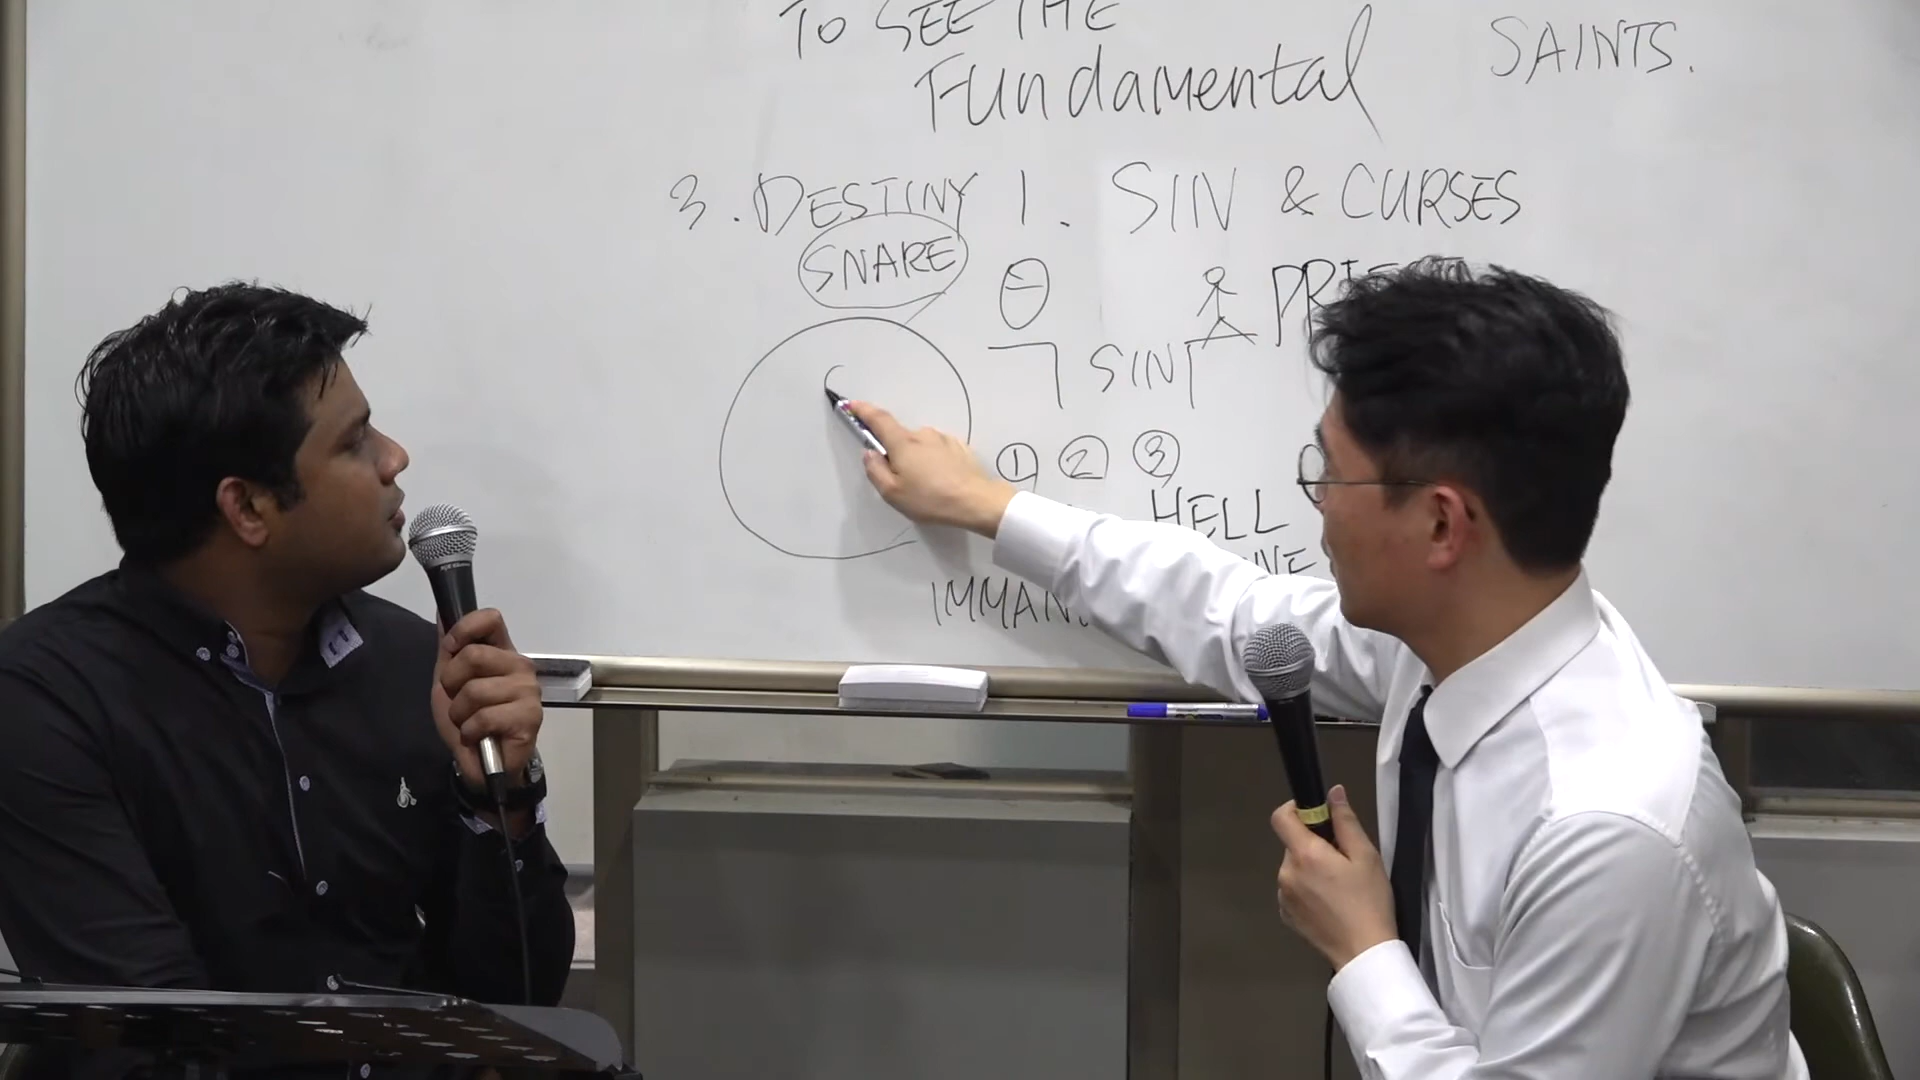 TO SEE THE
Fundamental
SAINTS.
3. DESTINY
1. SIN & CURSES
SNARE
SIN
1 2 3
HELL